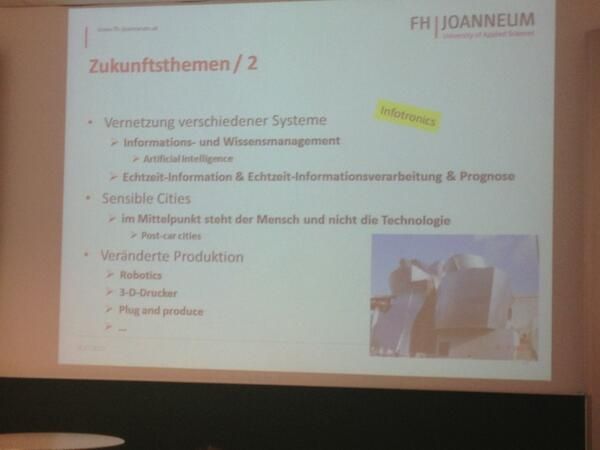 www.fh-joanneum.at
FH JOANNEUM
University of Applied Sciences
Zukunftsthemen / 2
Infotronics
• Vernetzung verschiedener Systeme
➢ Informations- und Wissensmanagement
➢ Artificial Intelligence
➢ Echtzeit-Information & Echtzeit-Informationsverarbeitung & Prognose
• Sensible Cities
➢ im Mittelpunkt steht der Mensch und nicht die Technologie
➢ Post-car cities
• Veränderte Produktion
➢ Robotics
➢ 3-D-Drucker
➢ Plug and produce
➢ ...